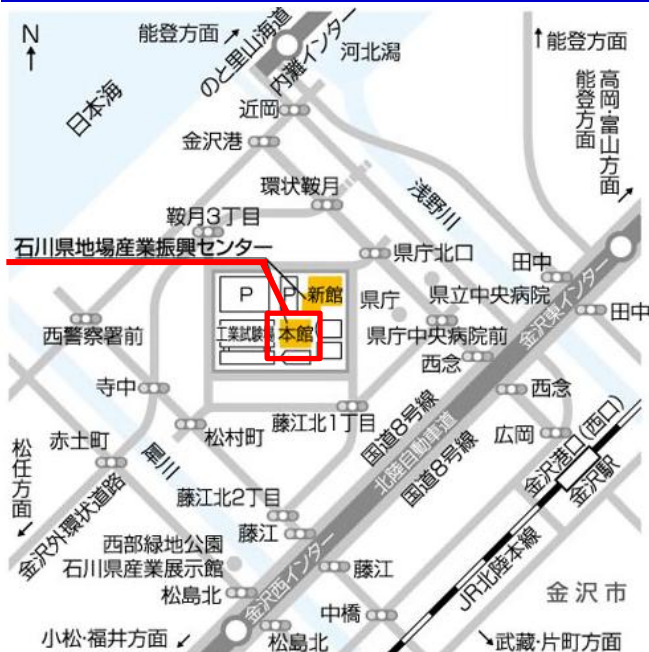 N
能登方面
のと里山海道
内灘インター
河北潟
能登方面
高岡・富山方面
能登方面
日本海
近岡
金沢港
環状鞍月
浅野川
鞍月3丁目
石川県地場産業振興センター
県庁北口
田中
P
P
新館
県庁
県立中央病院
田中
金沢東インター
西警察署前
工業試験場
本館
県庁中央病院前
西念
寺中
西念
藤江北1丁目
国道8号線
北陸自動車道
国道8号線
広岡
金沢港口(西口)
金沢駅
赤土町
松村町
松任方面
犀川
金沢外環状道路
藤江北2丁目
藤江
西部緑地公園
石川県産業展示館
藤江
JR北陸本線
金沢市
松島北
金沢西インター
中橋
小松・福井方面
松島北
武蔵・片町方面